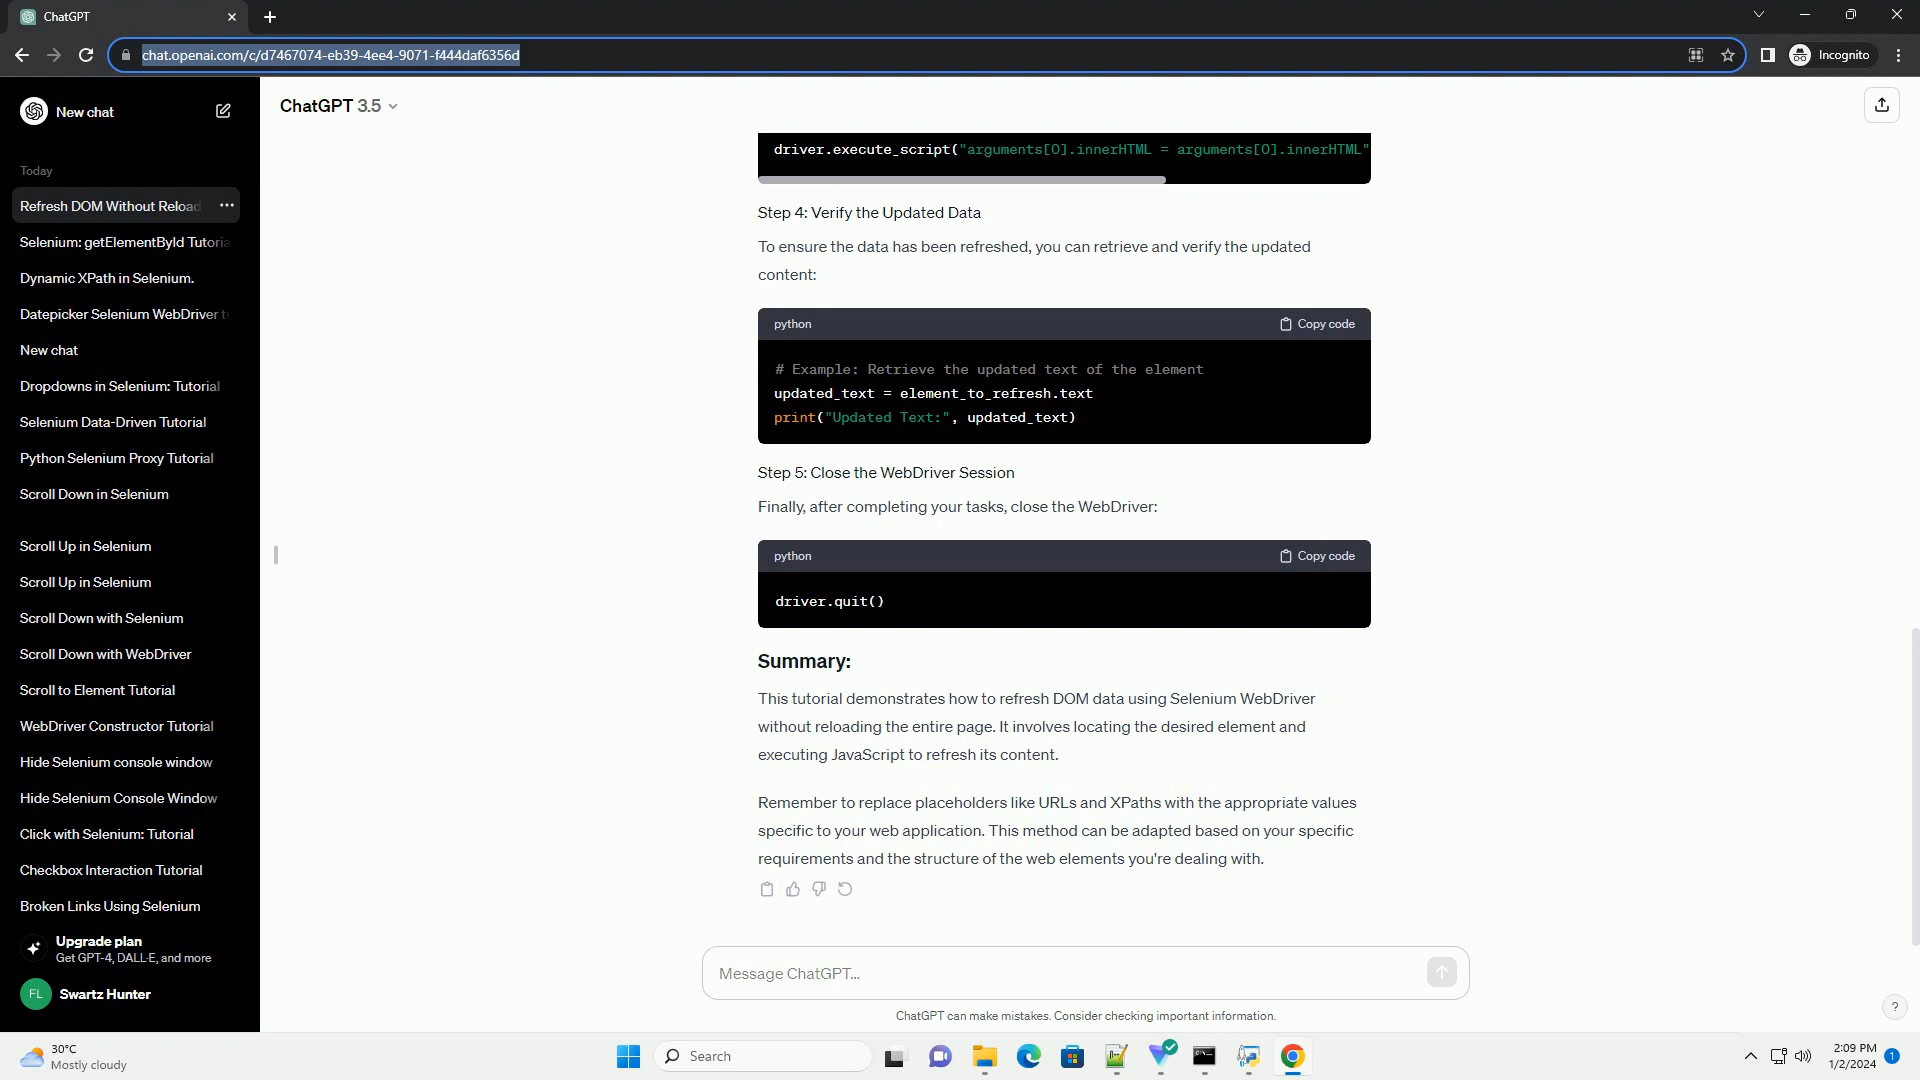 ChatGPT
chat.openai.com/c/d7467074-eb39-4ee4-9071-f444daf6356d
Incognito
New chat
Today
Refresh DOM Without Reload
Selenium: getElementById Tutoria
Dynamic XPath in Selenium.
Datepicker Selenium WebDriver t
New chat
Dropdowns in Selenium: Tutorial
Selenium Data-Driven Tutorial
Python Selenium Proxy Tutorial
Scroll Down in Selenium
Scroll Up in Selenium
Scroll Up in Selenium
Scroll Down with Selenium
Scroll Down with WebDriver
Scroll to Element Tutorial
WebDriver Constructor Tutorial
Hide Selenium console window
Hide Selenium Console Window
Click with Selenium: Tutorial
Checkbox Interaction Tutorial
Broken Links Using Selenium
Upgrade plan
Get GPT-4, DALL·E, and more
FL Swartz Hunter
ChatGPT 3.5
driver.execute_script("arguments[0].innerHTML = arguments[0].innerHTML"
Step 4: Verify the Updated Data
To ensure the data has been refreshed, you can retrieve and verify the updated
content:
python Copy code
# Example: Retrieve the updated text of the element
updated_text = element_to_refresh.text
print("Updated Text:", updated_text)
Step 5: Close the WebDriver Session
Finally, after completing your tasks, close the WebDriver:
python Copy code
driver.quit()
Summary:
This tutorial demonstrates how to refresh DOM data using Selenium WebDriver
without reloading the entire page. It involves locating the desired element and
executing JavaScript to refresh its content.
Remember to replace placeholders like URLs and XPaths with the appropriate values
specific to your web application. This method can be adapted based on your specific
requirements and the structure of the web elements you're dealing with.
Message ChatGPT...
ChatGPT can make mistakes. Consider checking important information.
?
30°C
Mostly cloudy
Search
2:09 PM
1/2/2024
1